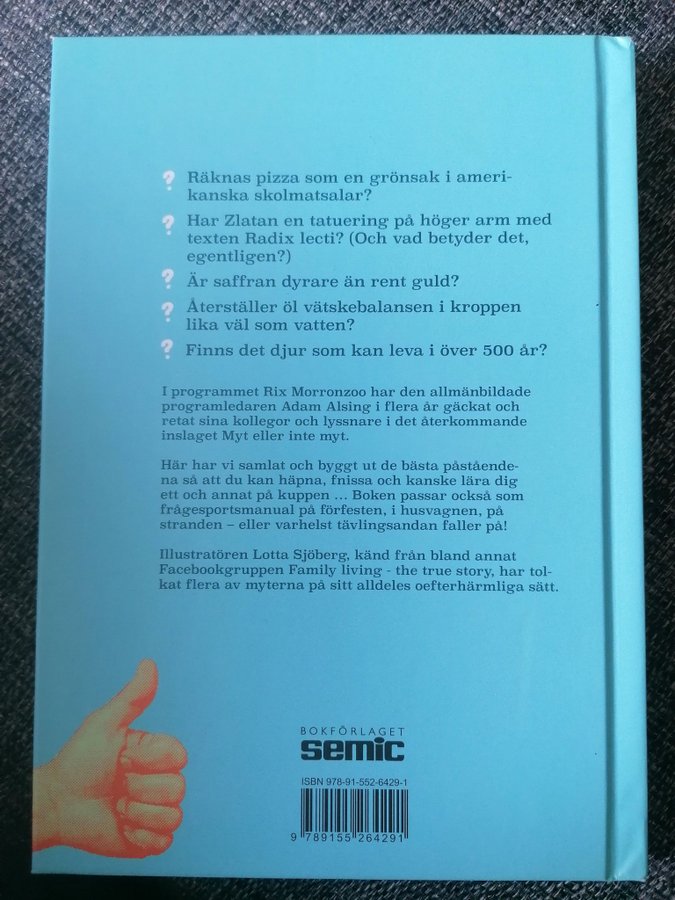 ? Räknas pizza som en grönsak i ameri-
kanska skolmatsalar?
? Har Zlatan en tatuering på höger arm med
texten Radix lecti? (Och vad betyder det,
egentligen?)
? Är saffran dyrare än rent guld?
? Återställer öl vätskebalansen i kroppen
lika väl som vatten?
? Finns det djur som kan leva i över 500 år?
I programmet Rix Morronzoo har den allmänbildade
programledaren Adam Alsing i flera år gäckat och
retat sina kollegor och lyssnare i det återkommande
inslaget Myt eller inte myt.
Här har vi samlat och byggt ut de bästa påstående-
na så att du kan häpna, fnissa och kanske lära dig
ett och annat på kuppen ... Boken passar också som
frågesportsmanual på förfesten, i husvagnen, på
stranden – eller varhelst tävlingsandan faller på!
Illustratören Lotta Sjöberg, känd från bland annat
Facebookgruppen Family living - the true story, har tol-
kat flera av myterna på sitt alldeles oefterhärmliga sätt.
BOKFÖRLAGET
semic
ISBN 978-91-552-6429-1
9 789155 264291